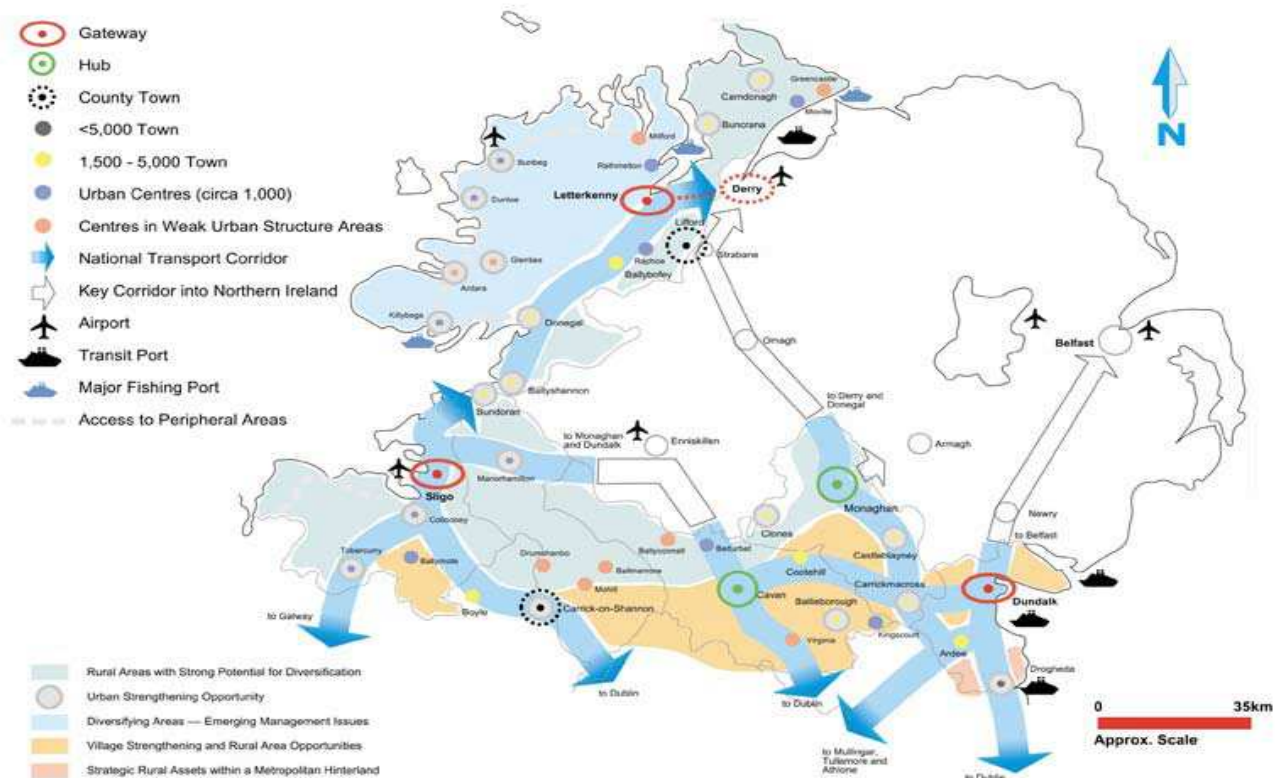 Gateway
Hub
County Town
<5,000 Town
1,500 - 5,000 Town
Urban Centres (circa 1,000)
Centres in Weak Urban Structure Areas
National Transport Corridor
Key Corridor into Northern Ireland
Airport
Transit Port
Major Fishing Port
Access to Peripheral Areas
N
Greencastle
Carndonagh
Moville
Buncrana
Milford
Bunbeg
Rathmelton
Letterkenny
Derry
Dunloe
Lifford
Strabane
Raphoe
Ballybofey
Glenties
Ardara
Killybegs
Donegal
Omagh
Belfast
Ballyshannon
Bundoran
to Derry and
Donegal
to Monaghan
and Dundalk
Enniskillen
Armagh
Manorhamilton
Sligo
Monaghan
Collooney
Newry
to Belfast
Clones
Castleblayney
Tubercurry
Ballymote
Drumshanbo
Ballyconnell
Belturbet
Ballinamore
Cootehill
Mohill
Carrickmacross
Cavan
Dundalk
Boyle
Carrick-on-Shannon
Bailieborough
Kingscourt
to Galway
Virginia
Ardee
Drogheda
to Dublin
to Dublin
to Mullingar,
Tullamore and
Athlone
to Dublin
Rural Areas with Strong Potential for Diversification
Urban Strengthening Opportunity
Diversifying Areas — Emerging Management Issues
Village Strengthening and Rural Area Opportunities
Strategic Rural Assets within a Metropolitan Hinterland
0 35km
Approx. Scale